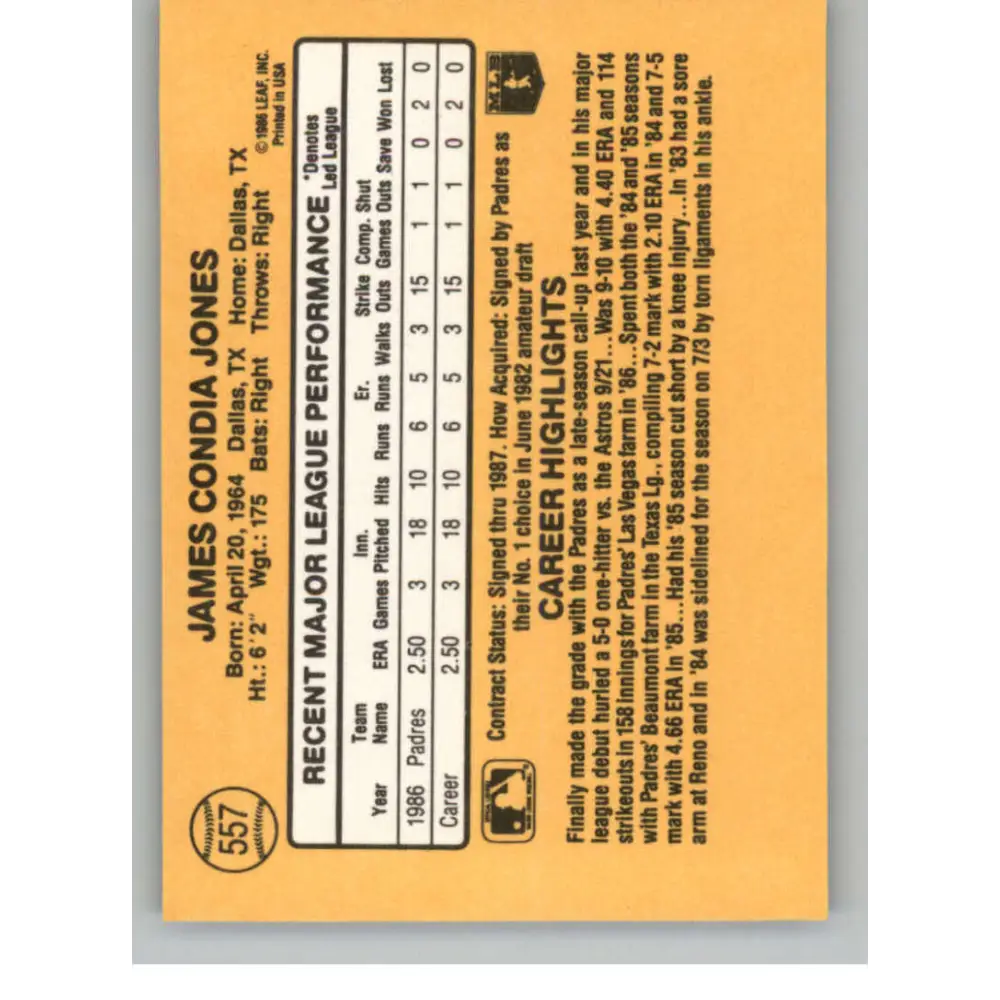 557
JAMES CONDIA JONES
Born: April 20, 1964 Dallas, TX Home: Dallas, TX
Ht.: 6' 2" Wgt.: 175 Bats: Right Throws: Right
© 1986 LEAF, INC.
Printed in USA
RECENT MAJOR LEAGUE PERFORMANCE
*Denotes
Led League
Team Inn. Er. Strike Comp. Shut
Year Name ERA Games Pitched Hits Runs Runs Walks Outs Games Outs Save Won Lost
1986 Padres 2.50 3 18 10 6 5 3 15 1 1 0 2 0
Career 2.50 3 18 10 6 5 3 15 1 1 0 2 0
Contract Status: Signed thru 1987. How Acquired: Signed by Padres as
their No. 1 choice in June 1982 amateur draft
MLB
CAREER HIGHLIGHTS
Finally made the grade with the Padres as a late-season call-up last year and in his major
league debut hurled a 5-0 one-hitter vs. the Astros 9/21...Was 9-10 with 4.40 ERA and 114
strikeouts in 158 innings for Padres' Las Vegas farm in '86...Spent both the '84 and '85 seasons
with Padres' Beaumont farm in the Texas Lg., compiling 7-2 mark with 2.10 ERA in '84 and 7-5
mark with 4.66 ERA in '85...Had his '85 season cut short by a knee injury...In '83 had a sore
arm at Reno and in '84 was sidelined for the season on 7/3 by torn ligaments in his ankle.